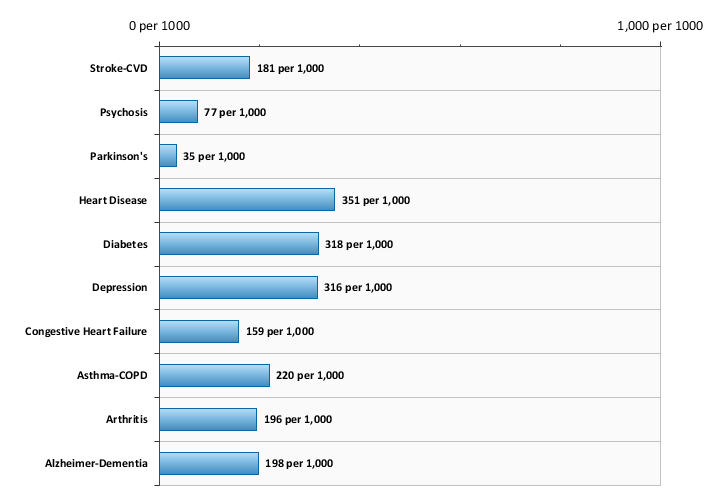 0 per 1000 1,000 per 1000
Stroke-CVD 181 per 1,000
Psychosis 77 per 1,000
Parkinson's 35 per 1,000
Heart Disease 351 per 1,000
Diabetes 318 per 1,000
Depression 316 per 1,000
Congestive Heart Failure 159 per 1,000
Asthma-COPD 220 per 1,000
Arthritis 196 per 1,000
Alzheimer-Dementia 198 per 1,000